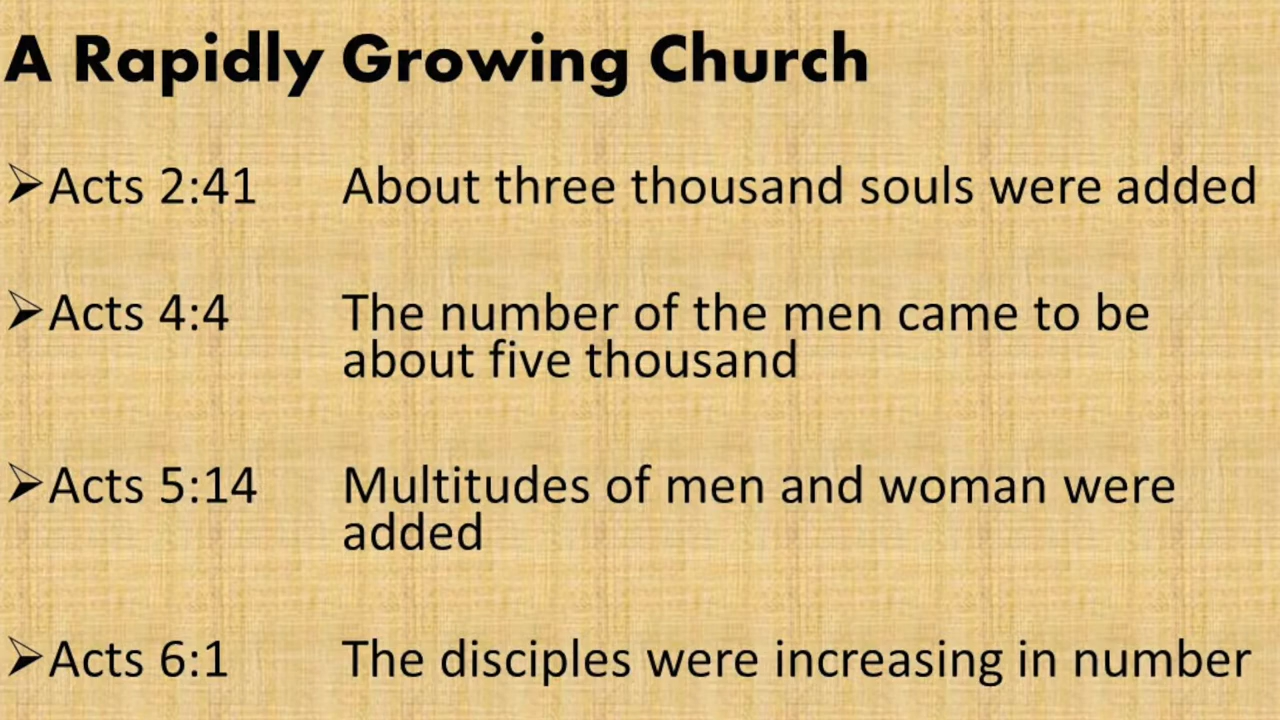 A Rapidly Growing Church
➢Acts 2:41 About three thousand souls were added
➢Acts 4:4 The number of the men came to be
about five thousand
➢Acts 5:14 Multitudes of men and woman were
added
➢Acts 6:1 The disciples were increasing in number